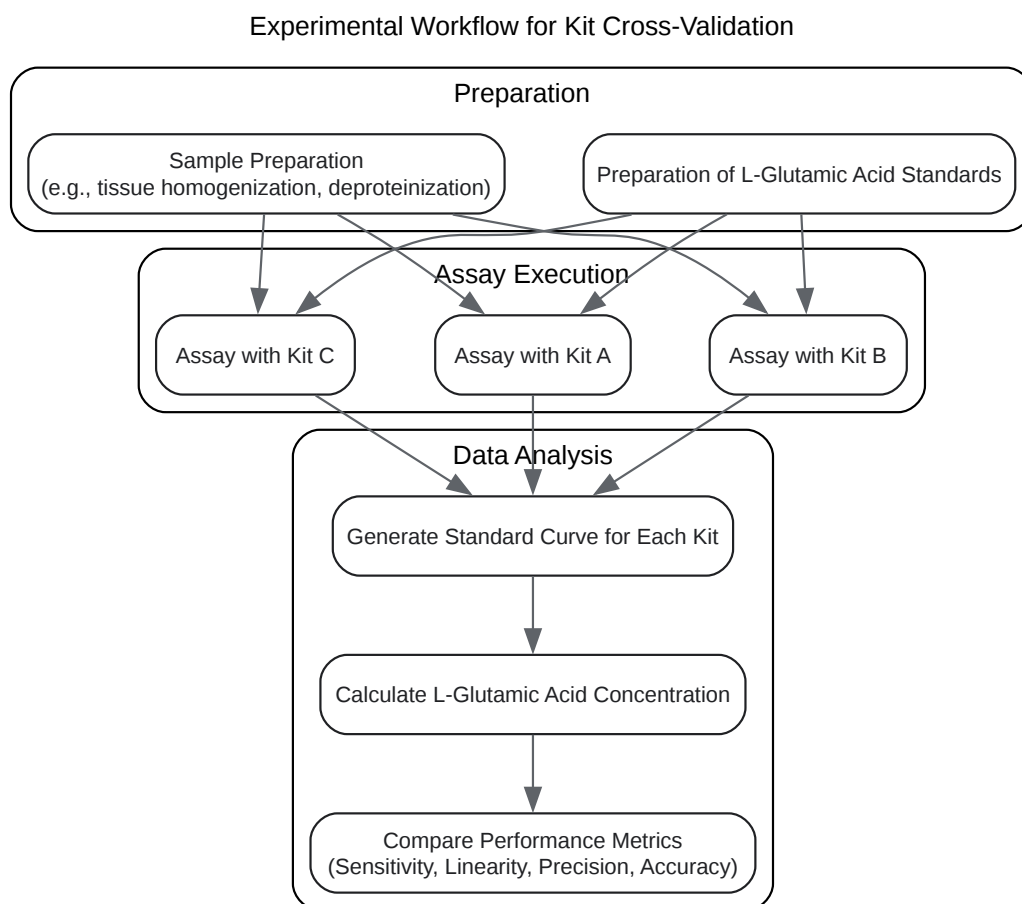 Experimental Workflow for Kit Cross-Validation
Preparation
Sample Preparation
(e.g., tissue homogenization, deproteinization)
Preparation of L-Glutamic Acid Standards
Assay Execution
Assay with Kit C
Assay with Kit A
Assay with Kit B
Data Analysis
Generate Standard Curve for Each Kit
Calculate L-Glutamic Acid Concentration
Compare Performance Metrics
(Sensitivity, Linearity, Precision, Accuracy)